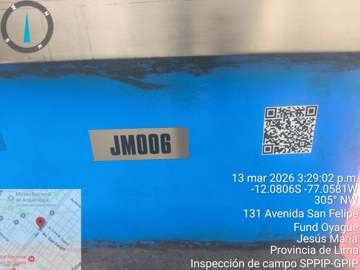 JM006
13 mar 2026 3:29:02 p.m.
-12.0806S -77.0581W
305° NW
131 Avenida San Felipe
Fund Oyague
Jesús María
Provincia de Lima
Inspección de campo SPPIP-GPIP